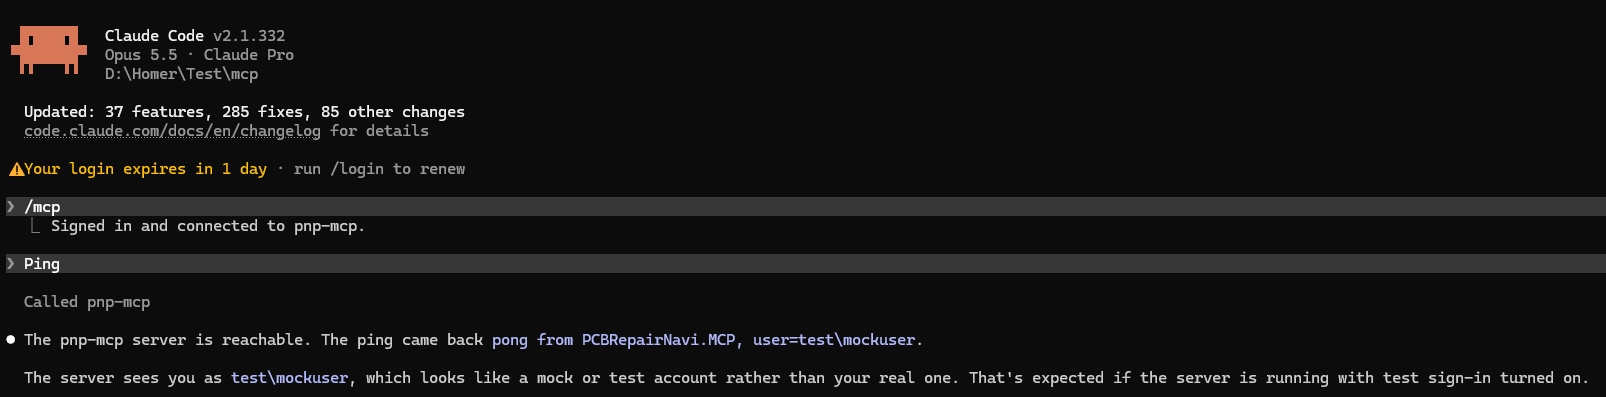 Claude Code v2.1.332
Opus 5.5 · Claude Pro
D:\Homer\Test\mcp
Updated: 37 features, 285 fixes, 85 other changes
code.claude.com/docs/en/changelog for details
⚠Your login expires in 1 day · run /login to renew
❯ /mcp
⎿ Signed in and connected to pnp-mcp.
❯ Ping
Called pnp-mcp
● The pnp-mcp server is reachable. The ping came back pong from PCBRepairNavi.MCP, user=test\mockuser.
The server sees you as test\mockuser, which looks like a mock or test account rather than your real one. That's expected if the server is running with test sign-in turned on.